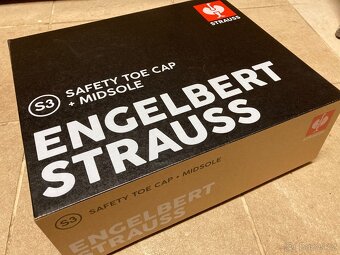 STRAUSS
S3 SAFETY TOE CAP
+ MIDSOLE
ENGELBERT
STRAUSS
S3 SAFETY TOE CAP + MIDSOLE
ENGELBERT
STRAUSS